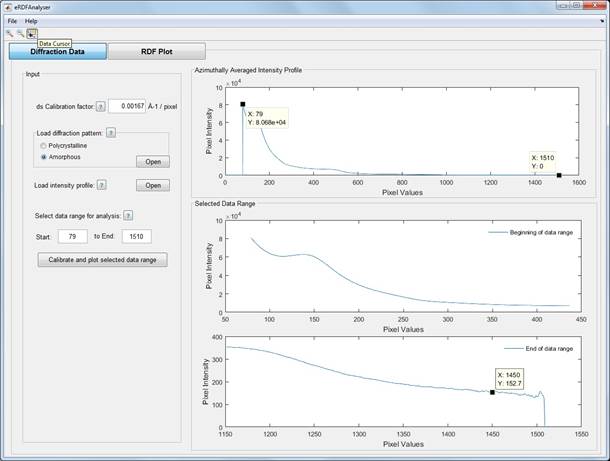 eRDFAnalyser
File Help
Data Cursor
Diffraction Data RDF Plot
Input
ds Calibration factor: ? 0.00167 Å-1 / pixel
Load diffraction pattern: ?
Polycrystalline
Amorphous
Open
Load intensity profile: ? Open
Select data range for analysis: ?
Start: 79 to End: 1510
Calibrate and plot selected data range
Azimuthally Averaged Intensity Profile
× 10^4
10
8
6
4
2
0
Pixel Intensity
X: 79
Y: 8.068e+04
X: 1510
Y: 0
0 200 400 600 800 1000 1200 1400 1600
Pixel Values
Selected Data Range
× 10^4
10
8
6
4
2
0
Pixel Intensity
Beginning of data range
50 100 150 200 250 300 350 400 450
Pixel Values
400
300
200
100
0
Pixel Intensity
End of data range
X: 1450
Y: 152.7
1150 1200 1250 1300 1350 1400 1450 1500 1550
Pixel Values